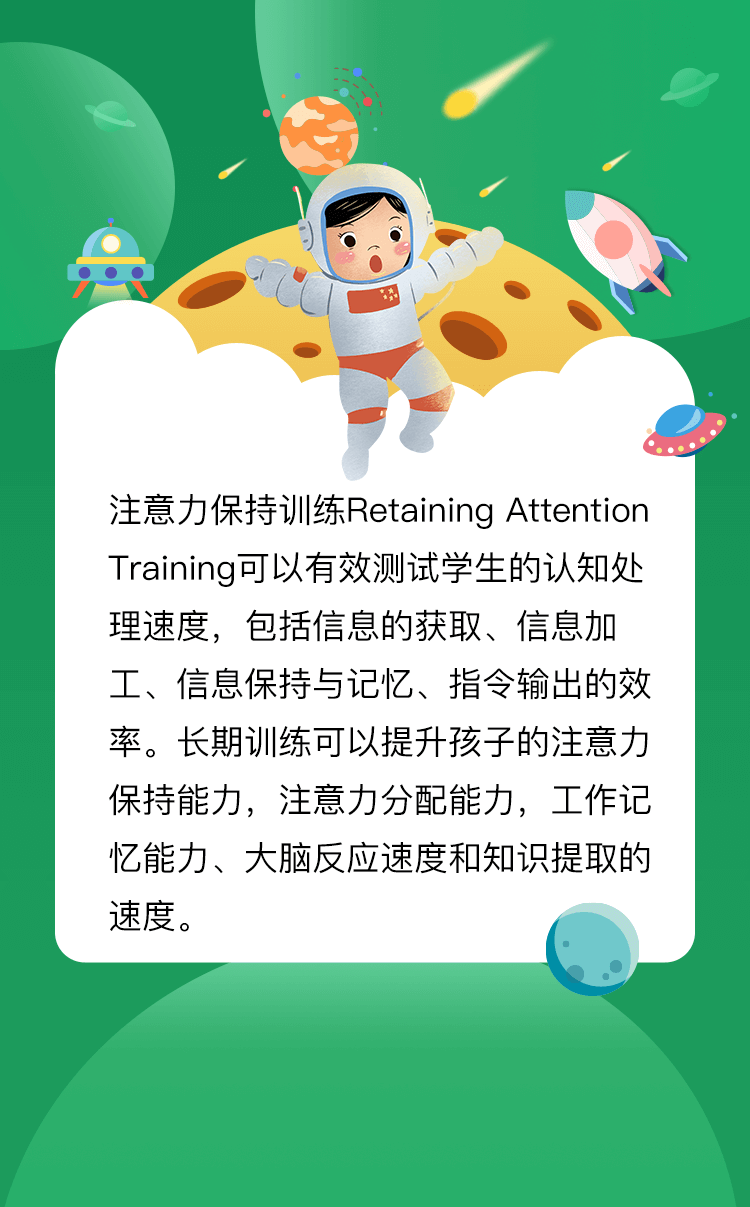 注意力保持训练Retaining Attention
Training可以有效测试学生的认知处
理速度，包括信息的获取、信息加
工、信息保持与记忆、指令输出的效
率。长期训练可以提升孩子的注意力
保持能力，注意力分配能力，工作记
忆能力、大脑反应速度和知识提取的
速度。